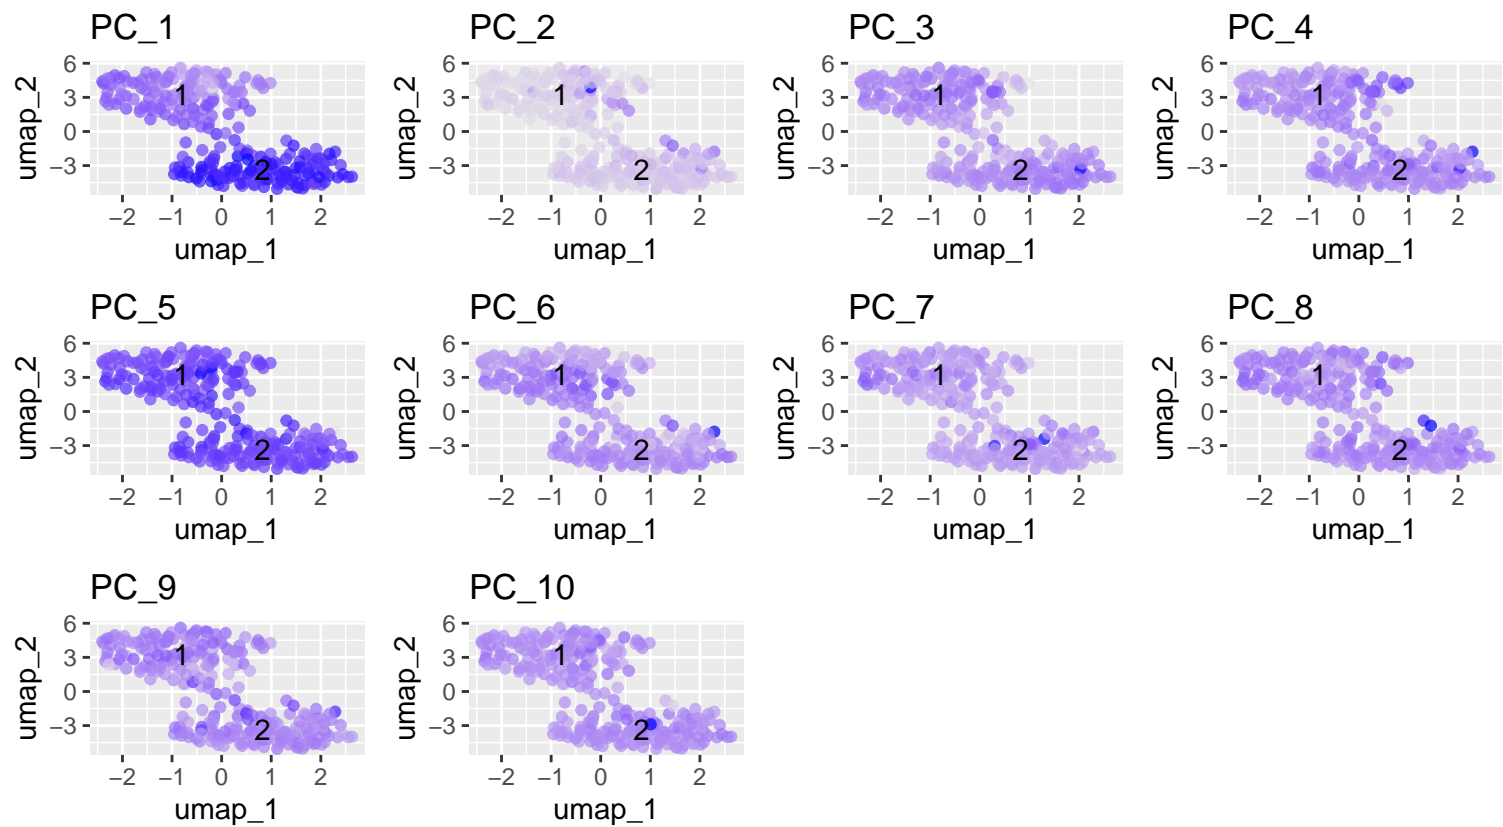 PC_1 PC_2 PC_3 PC_4
umap_2 6 3 0 −3 1 2 umap_2 6 3 0 −3 1 2 umap_2 6 3 0 −3 1 2 umap_2 6 3 0 −3 1 2
−2 −1 0 1 2 −2 −1 0 1 2 −2 −1 0 1 2 −2 −1 0 1 2
umap_1 umap_1 umap_1 umap_1
PC_5 PC_6 PC_7 PC_8
umap_2 6 3 0 −3 1 2 umap_2 6 3 0 −3 1 2 umap_2 6 3 0 −3 1 2 umap_2 6 3 0 −3 1 2
−2 −1 0 1 2 −2 −1 0 1 2 −2 −1 0 1 2 −2 −1 0 1 2
umap_1 umap_1 umap_1 umap_1
PC_9 PC_10
umap_2 6 3 0 −3 1 2 umap_2 6 3 0 −3 1 2
−2 −1 0 1 2 −2 −1 0 1 2
umap_1 umap_1